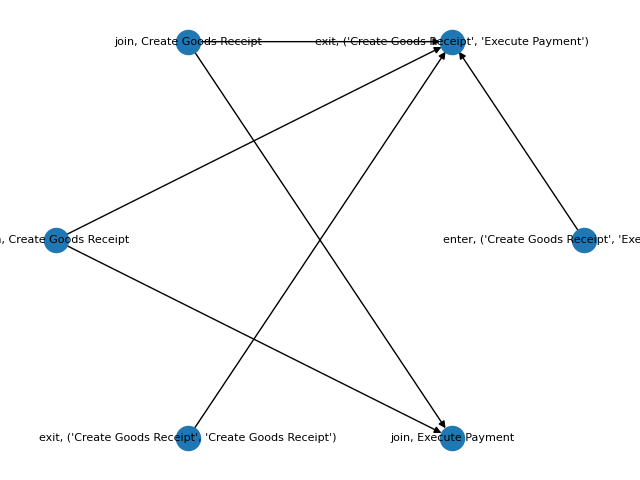 join, Create Goods Receipt
exit, ('Create Goods Receipt', 'Execute Payment')
, Create Goods Receipt
enter, ('Create Goods Receipt', 'Exe
exit, ('Create Goods Receipt', 'Create Goods Receipt')
join, Execute Payment